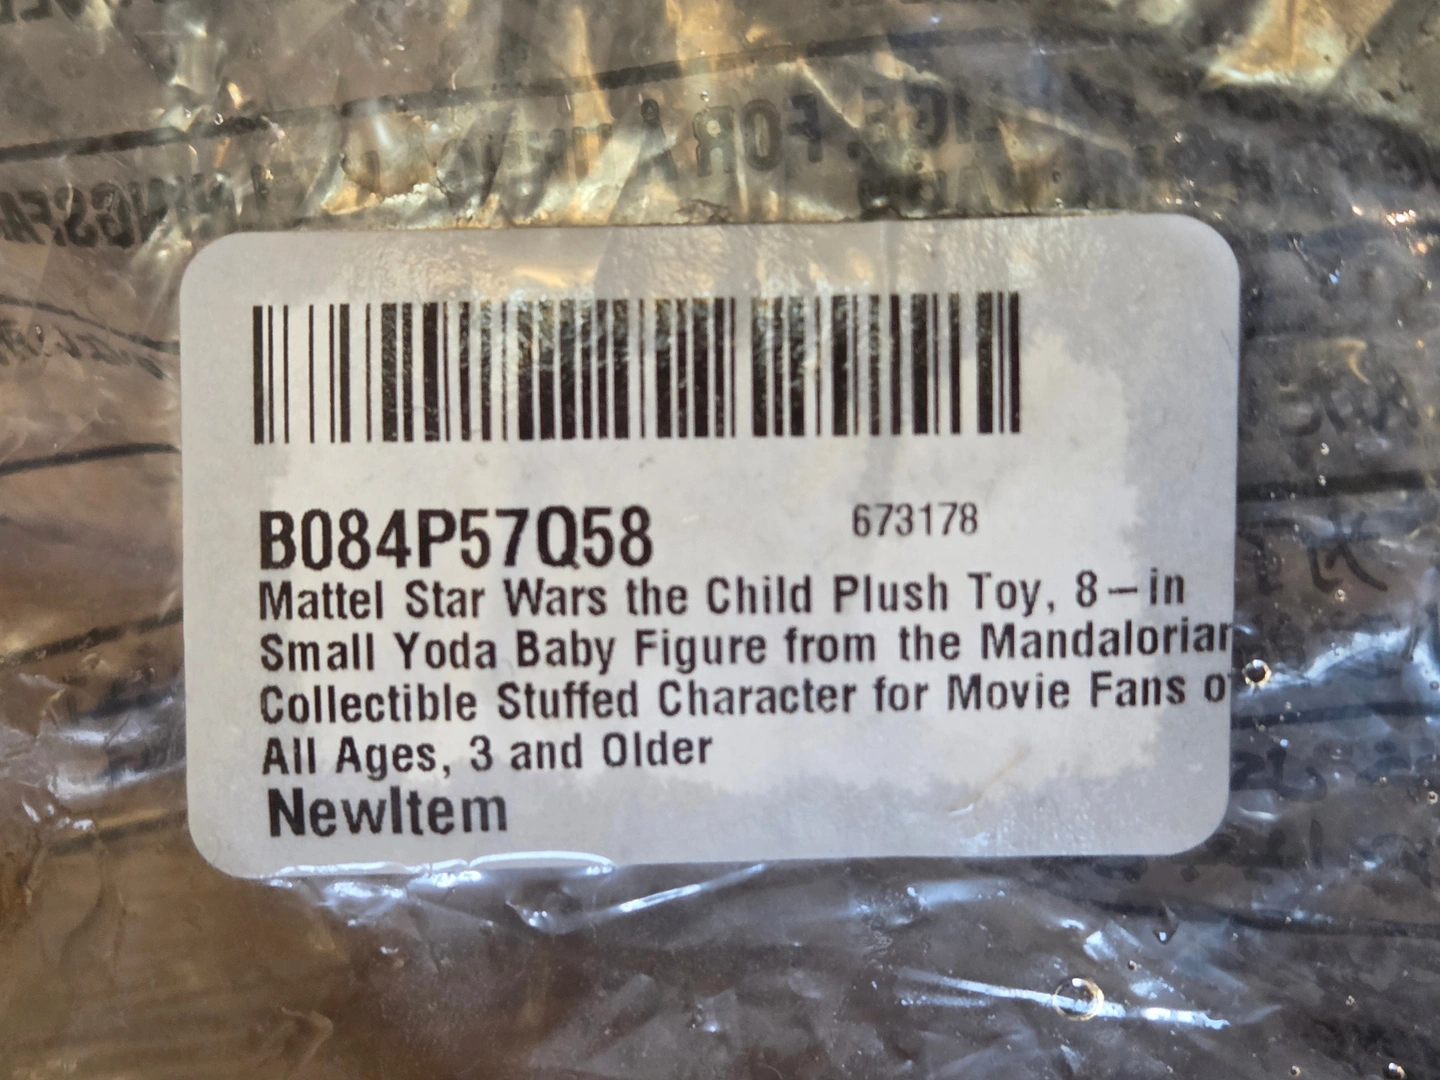 B084P57Q58 673178
Mattel Star Wars the Child Plush Toy, 8-in
Small Yoda Baby Figure from the Mandalorian
Collectible Stuffed Character for Movie Fans o
All Ages, 3 and Older
NewItem